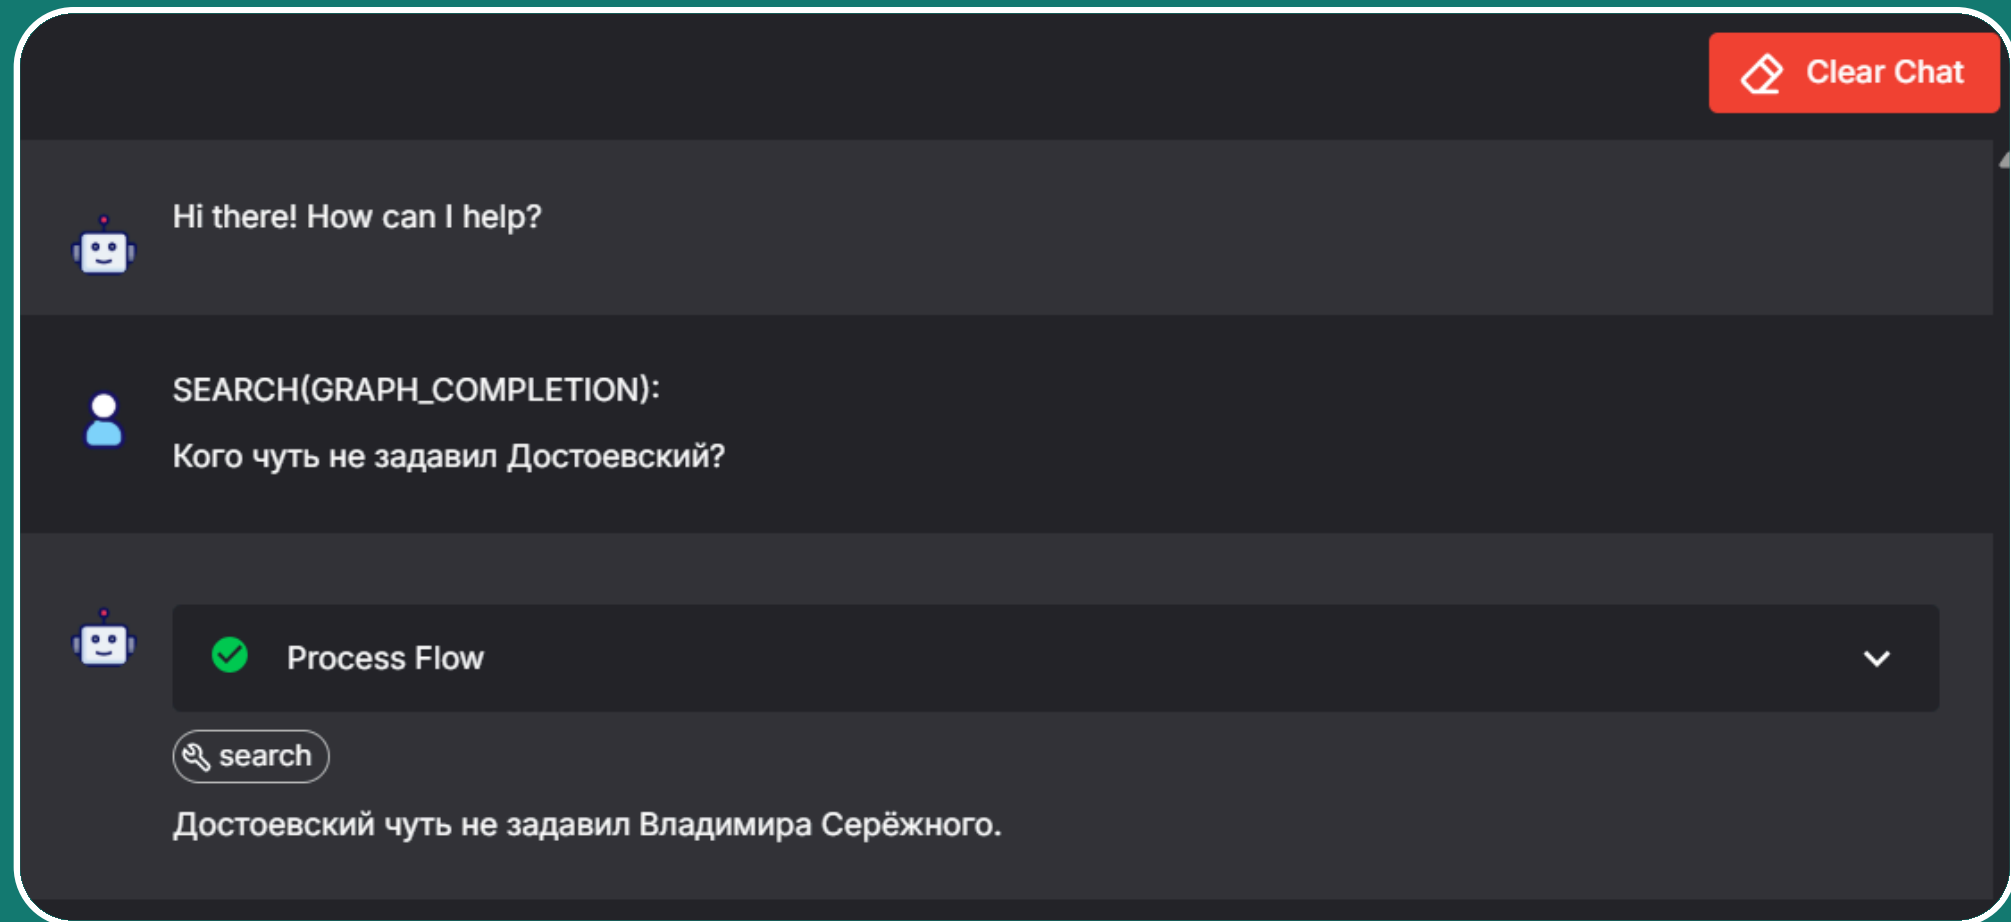 Clear Chat
Hi there! How can I help?
SEARCH(GRAPH_COMPLETION):
Кого чуть не задавил Достоевский?
Process Flow
search
Достоевский чуть не задавил Владимира Серёжного.